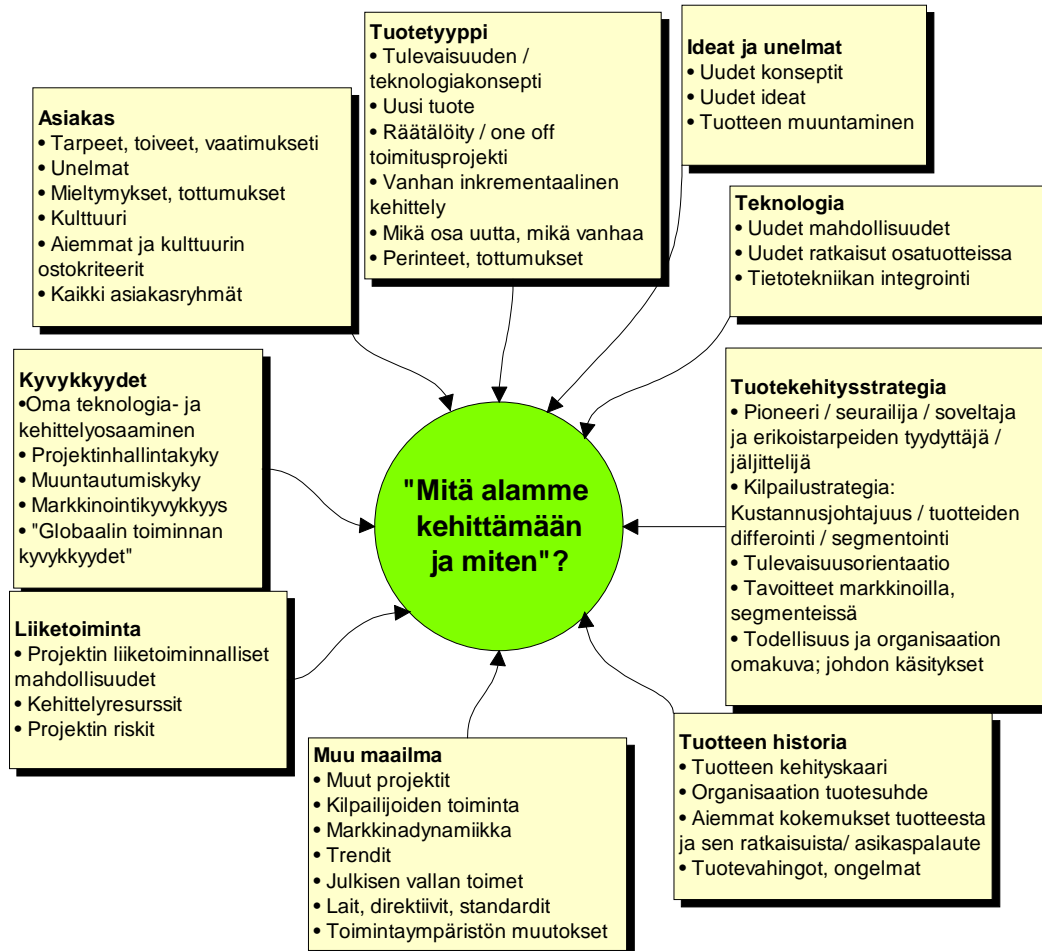 Tuotetyyppi
• Tulevaisuuden /
teknologiakonsepti
• Uusi tuote
• Räätälöity / one off
toimitusprojekti
• Vanhan inkrementaalinen
kehittely
• Mikä osa uutta, mikä vanhaa
• Perinteet, tottumukset
Ideat ja unelmat
• Uudet konseptit
• Uudet ideat
• Tuotteen muuntaminen
Asiakas
• Tarpeet, toiveet, vaatimukseti
• Unelmat
• Mieltymykset, tottumukset
• Kulttuuri
• Aiemmat ja kulttuurin
ostokriteerit
• Kaikki asiakasryhmät
Teknologia
• Uudet mahdollisuudet
• Uudet ratkaisut osatuotteissa
• Tietotekniikan integrointi
Kyvykkyydet
•Oma teknologia- ja
kehittelyosaaminen
• Projektinhallintakyky
• Muuntautumiskyky
• Markkinointikyvykkyys
• "Globaalin toiminnan
kyvykkyydet"
"Mitä alamme
kehittämään
ja miten"?
Tuotekehitysstrategia
• Pioneeri / seurailija / soveltaja
ja erikoistarpeiden tyydyttäjä /
jäljittelijä
• Kilpailustrategia:
Kustannusjohtajuus / tuotteiden
differointi / segmentointi
• Tulevaisuusorientaatio
• Tavoitteet markkinoilla,
segmenteissä
• Todellisuus ja organisaation
omakuva; johdon käsitykset
Liiketoiminta
• Projektin liiketoiminnalliset
mahdollisuudet
• Kehittelyresurssit
• Projektin riskit
Muu maailma
• Muut projektit
• Kilpailijoiden toiminta
• Markkinadynamiikka
• Trendit
• Julkisen vallan toimet
• Lait, direktiivit, standardit
• Toimintaympäristön muutokset
Tuotteen historia
• Tuotteen kehityskaari
• Organisaation tuotesuhde
• Aiemmat kokemukset tuotteesta
ja sen ratkaisuista/ asikaspalaute
• Tuotevahingot, ongelmat